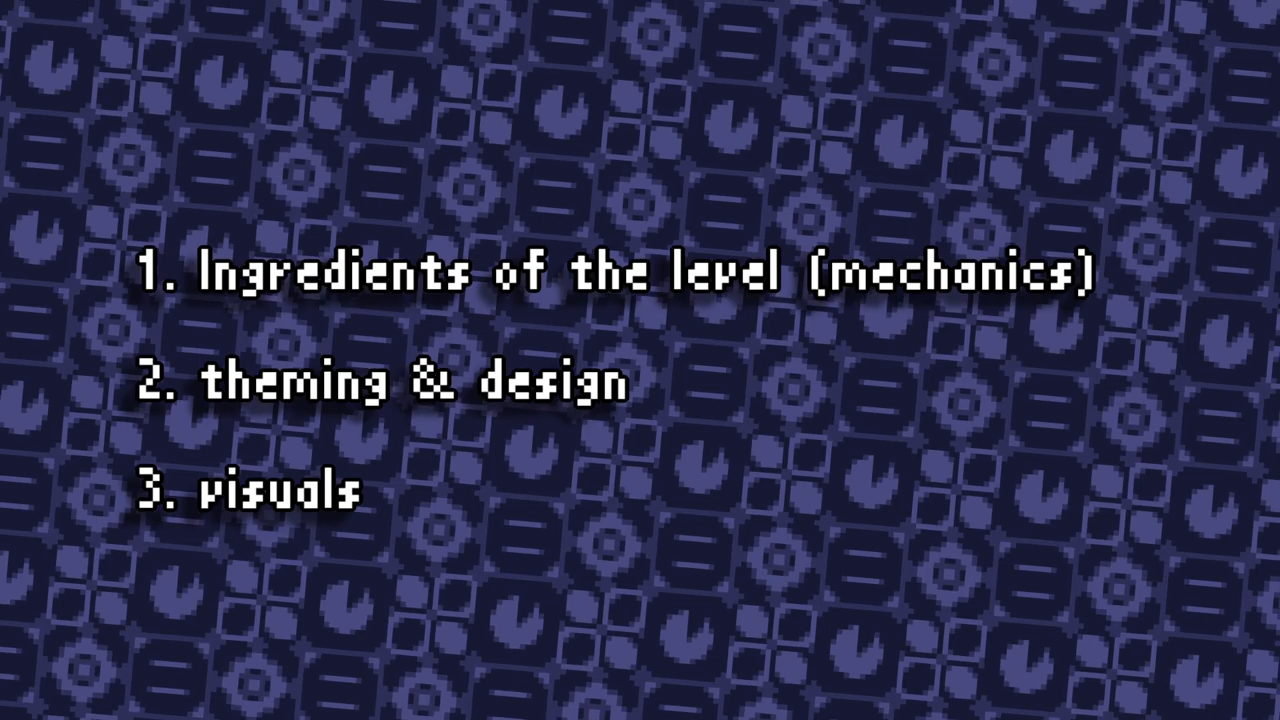 1. Ingredients of the level (mechanics)
2. theming & design
3. visuals